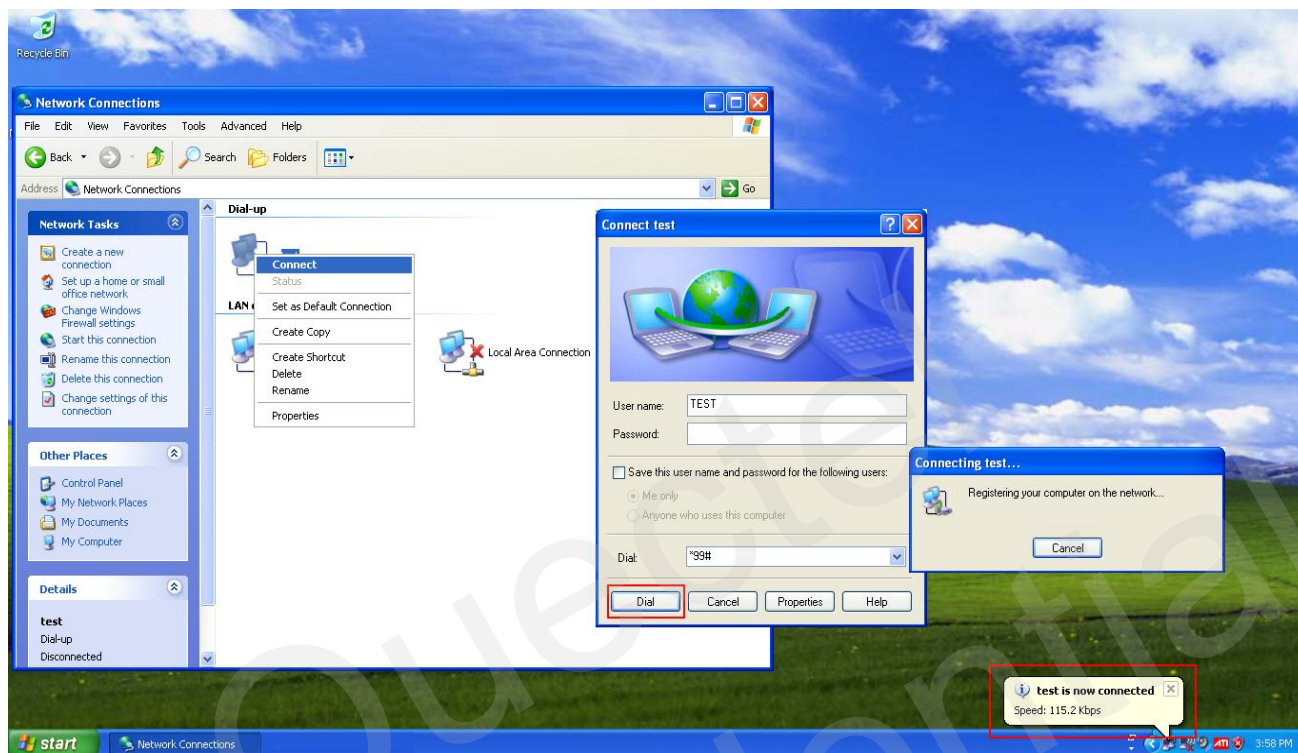 Recycle Bin
Network Connections
File Edit View Favorites Tools Advanced Help
Back Search Folders
Address Network Connections Go
Network Tasks
Create a new
connection
Set up a home or small
office network
Change Windows
Firewall settings
Start this connection
Rename this connection
Delete this connection
Change settings of this
connection
Other Places
Control Panel
My Network Places
My Documents
My Computer
Details
test
Dial-up
Disconnected
Dial-up
Connect
Status
Set as Default Connection
Create Copy
Create Shortcut
Delete
Rename
Properties
LAN
Local Area Connection
Connect test
User name: TEST
Password:
Save this user name and password for the following users:
Me only
Anyone who uses this computer
Dial: *99#
Dial Cancel Properties Help
Connecting test...
Registering your computer on the network...
Cancel
test is now connected
Speed: 115.2 Kbps
start Network Connections ATI 3:58 PM
Quectel